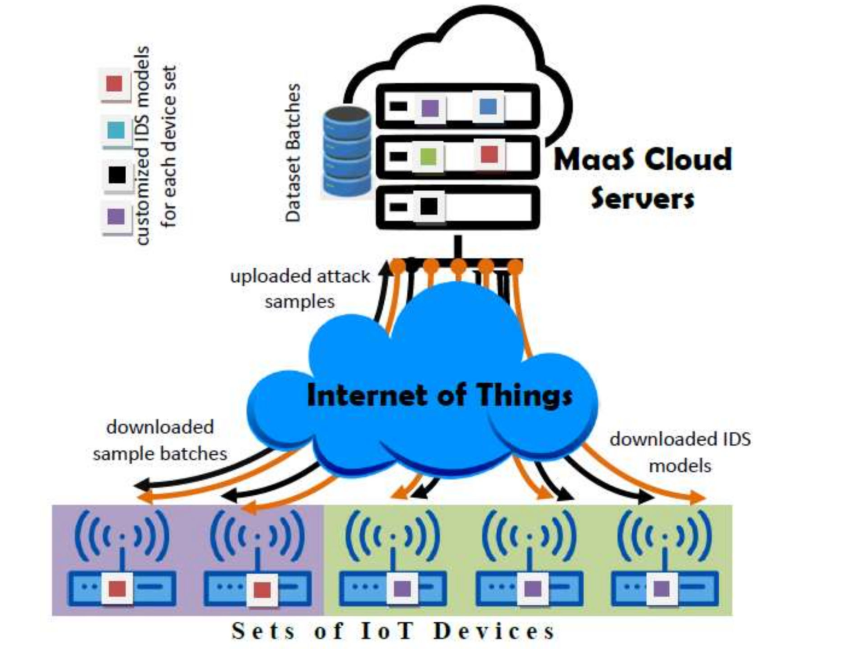 customized IDS models
for each device set
Dataset Batches
MaaS Cloud
Servers
uploaded attack
samples
Internet of Things
downloaded
sample batches
downloaded IDS
models
Sets of IoT Devices